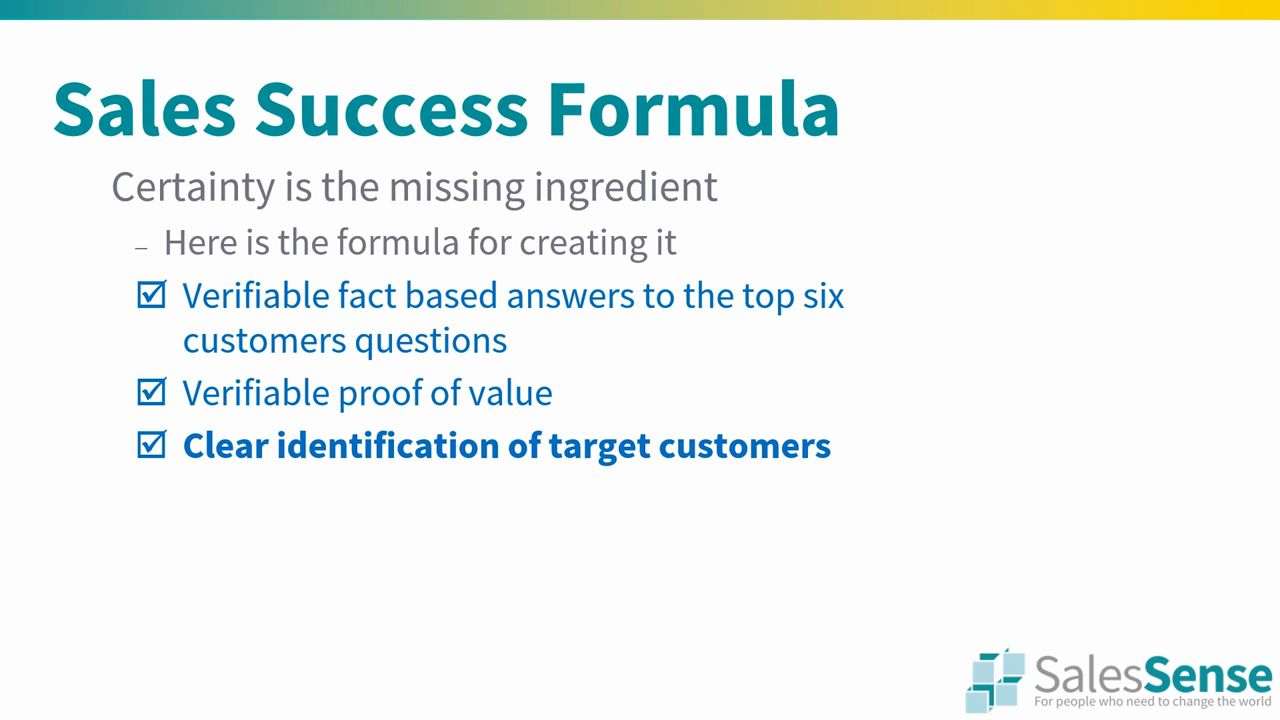 Sales Success Formula
Certainty is the missing ingredient
– Here is the formula for creating it
☑ Verifiable fact based answers to the top six
customers questions
☑ Verifiable proof of value
☑ Clear identification of target customers
SalesSense
For people who need to change the world